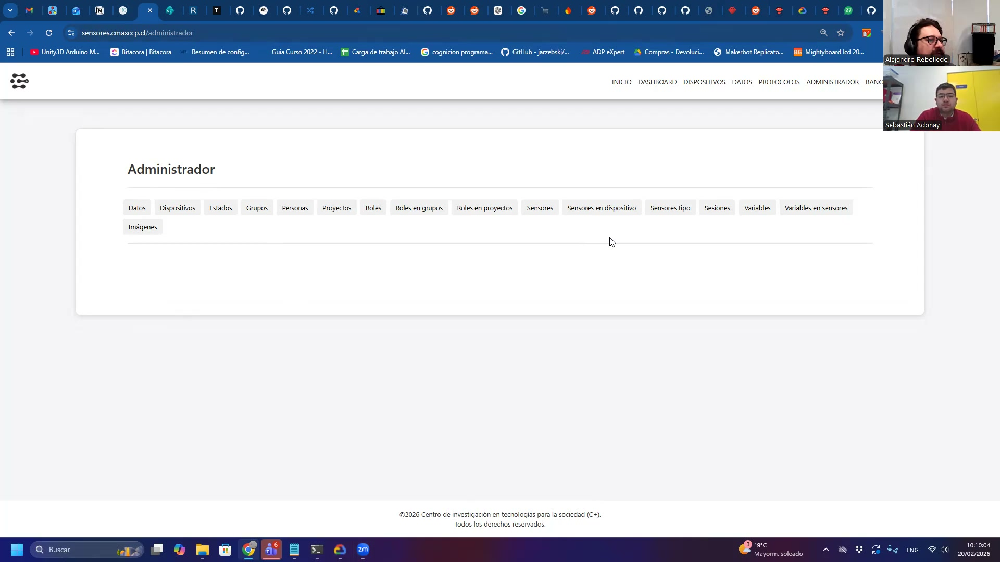 27
sensores.cmasccp.cl/administrador
Unity3D Arduino M...
Bitacora | Bitacora
Resumen de config...
Guia Curso 2022 - H...
Carga de trabajo Al...
cognicion programa...
GitHub - jarzebski/...
ADP eXpert
Compras - Devoluci...
Makerbot Replicato...
BG Mightyboard lcd 20...
Alejandro Rebolledo
INICIO DASHBOARD DISPOSITIVOS DATOS PROTOCOLOS ADMINISTRADOR BANC
Sebastián Adonay
Administrador
Datos Dispositivos Estados Grupos Personas Proyectos Roles Roles en grupos Roles en proyectos Sensores Sensores en dispositivo Sensores tipo Sesiones Variables Variables en sensores
Imágenes
©2026 Centro de investigación en tecnologías para la sociedad (C+).
Todos los derechos reservados.
Buscar
6
zm
3
19°C
Mayorm. soleado
ENG
10:10:04
20/02/2026